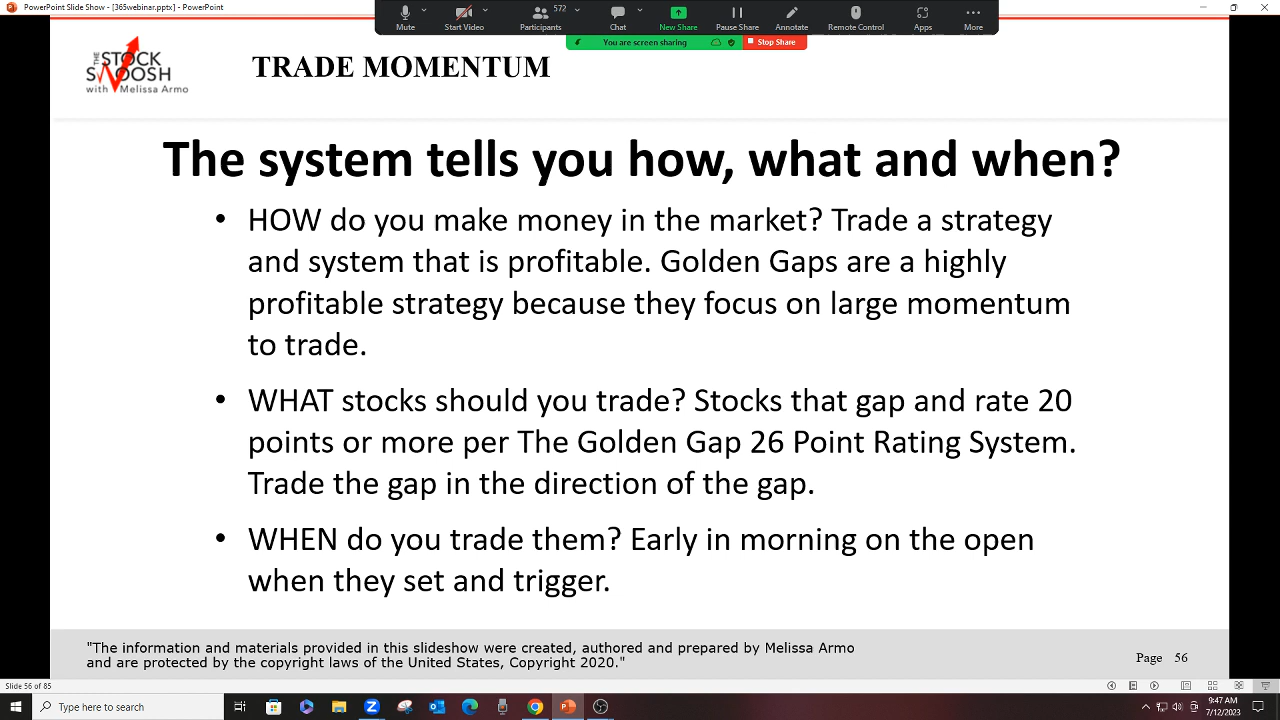 PowerPoint Slide Show - [365webinar.pptx] - PowerPoint
Mute
Start Video
572
Participants
Chat
New Share
Pause Share
Annotate
Remote Control
Apps
More
You are screen sharing
Stop Share
THE
STOCK
SWOOSH
with Melissa Armo
TRADE MOMENTUM
The system tells you how, what and when?
• HOW do you make money in the market? Trade a strategy
and system that is profitable. Golden Gaps are a highly
profitable strategy because they focus on large momentum
to trade.
• WHAT stocks should you trade? Stocks that gap and rate 20
points or more per The Golden Gap 26 Point Rating System.
Trade the gap in the direction of the gap.
• WHEN do you trade them? Early in morning on the open
when they set and trigger.
"The information and materials provided in this slideshow were created, authored and prepared by Melissa Armo
and are protected by the copyright laws of the United States, Copyright 2020."
Page 56
Slide 56 of 85
Type here to search
9:47 AM
7/12/2023